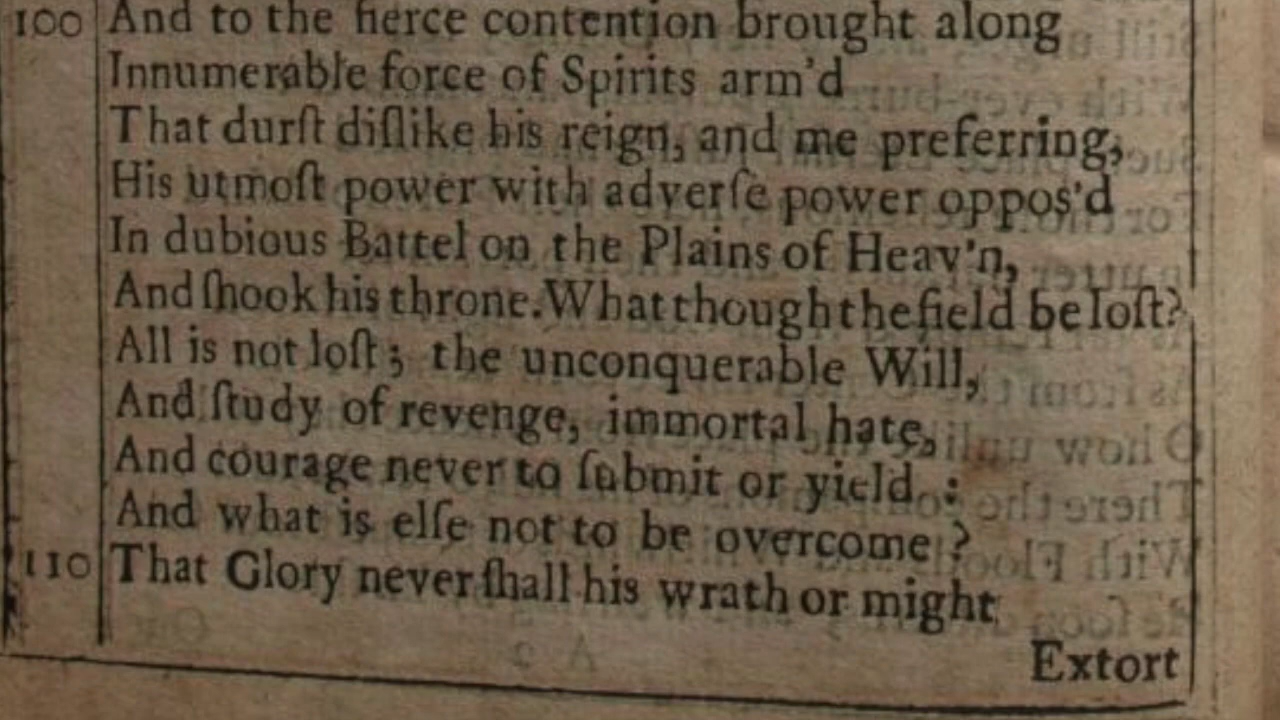 100 And to the fierce contention brought along
Innumerable force of Spirits arm'd
That durſt diſlike his reign, and me preferring,
His utmoſt power with adverſe power oppos'd
In dubious Battel on the Plains of Heav'n,
And ſhook his throne. What though the field be loſt?
All is not loſt; the unconquerable Will,
And ſtudy of revenge, immortal hate,
And courage never to ſubmit or yield :
And what is elſe not to be overcome ?
110 That Glory never ſhall his wrath or might
Extort